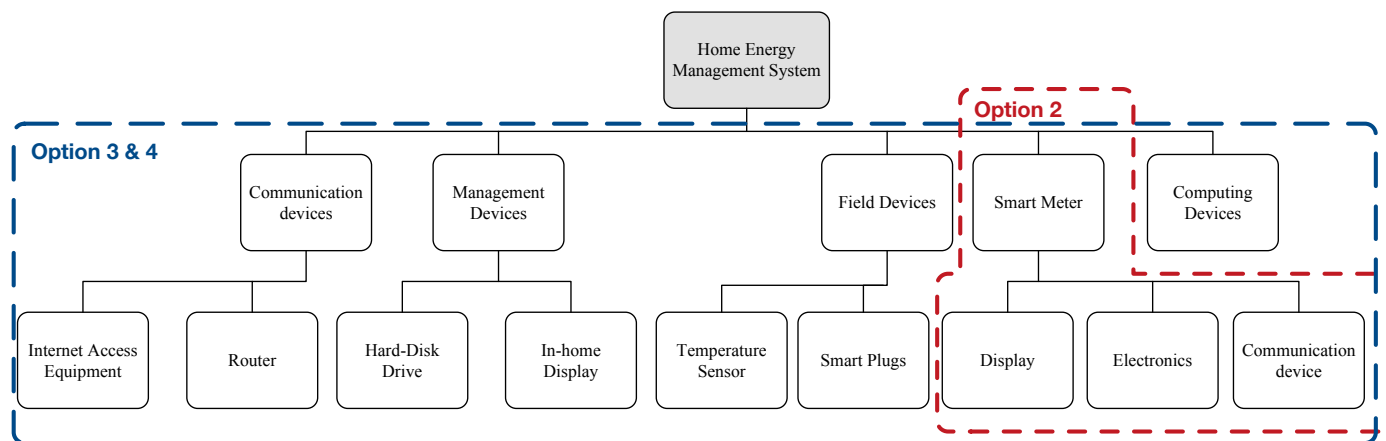 Home Energy
Management System
Option 2
Option 3 & 4
Communication
devices
Management
Devices
Field Devices
Smart Meter
Computing
Devices
Internet Access
Equipment
Router
Hard-Disk
Drive
In-home
Display
Temperature
Sensor
Smart Plugs
Display
Electronics
Communication
device